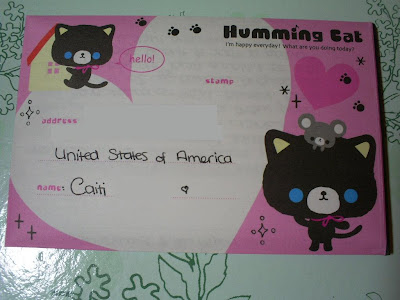 Humming Cat
i'm happy everyday! What are you doing today?
hello!
stamp
address
United States of America
name: Caiti